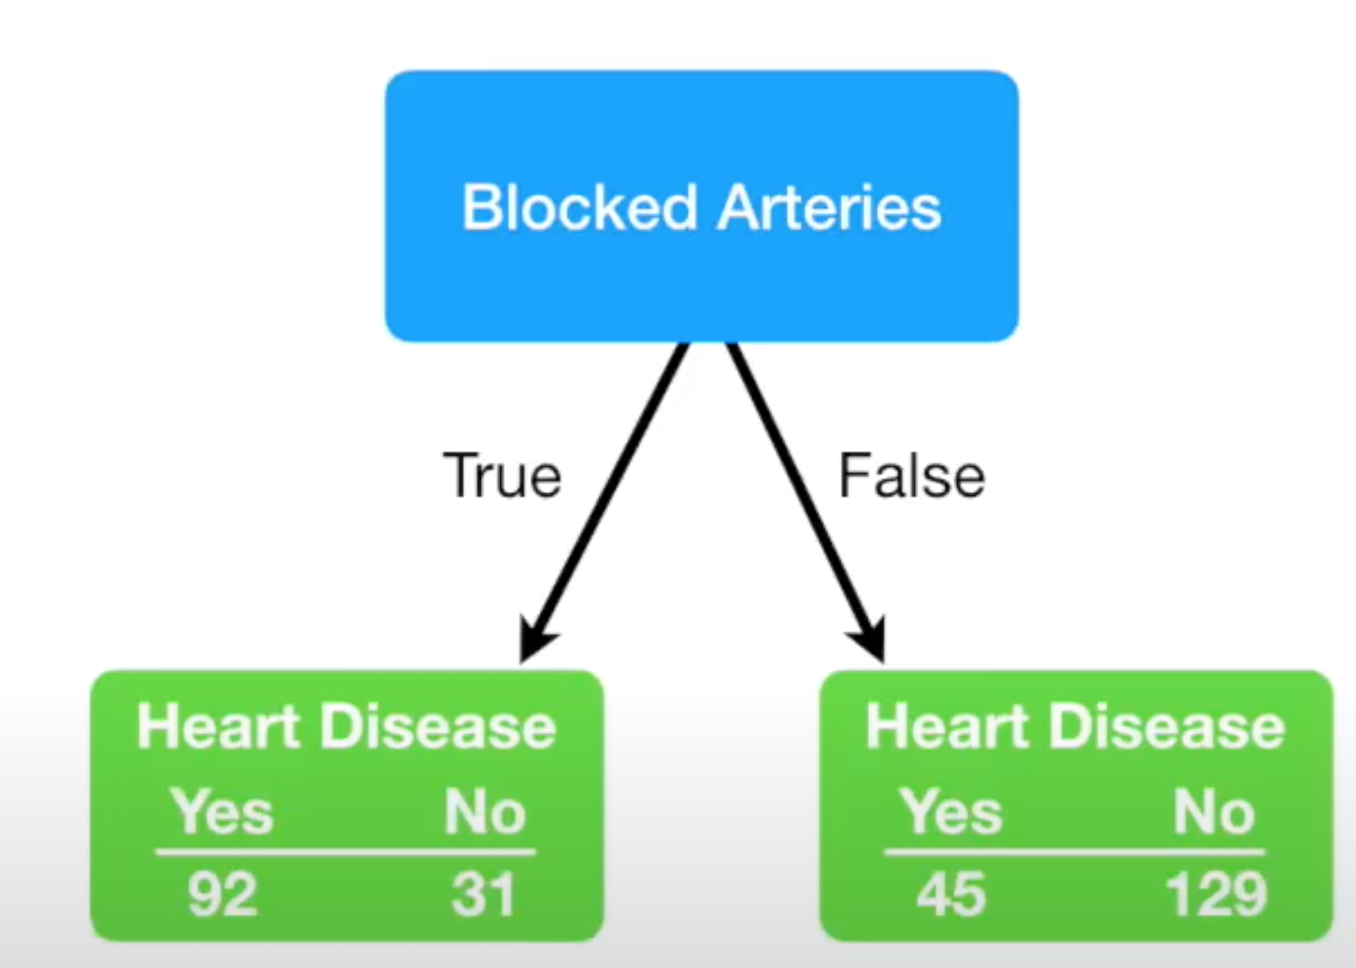 Blocked Arteries
True
False
Heart Disease
Yes No
92 31
Heart Disease
Yes No
45 129